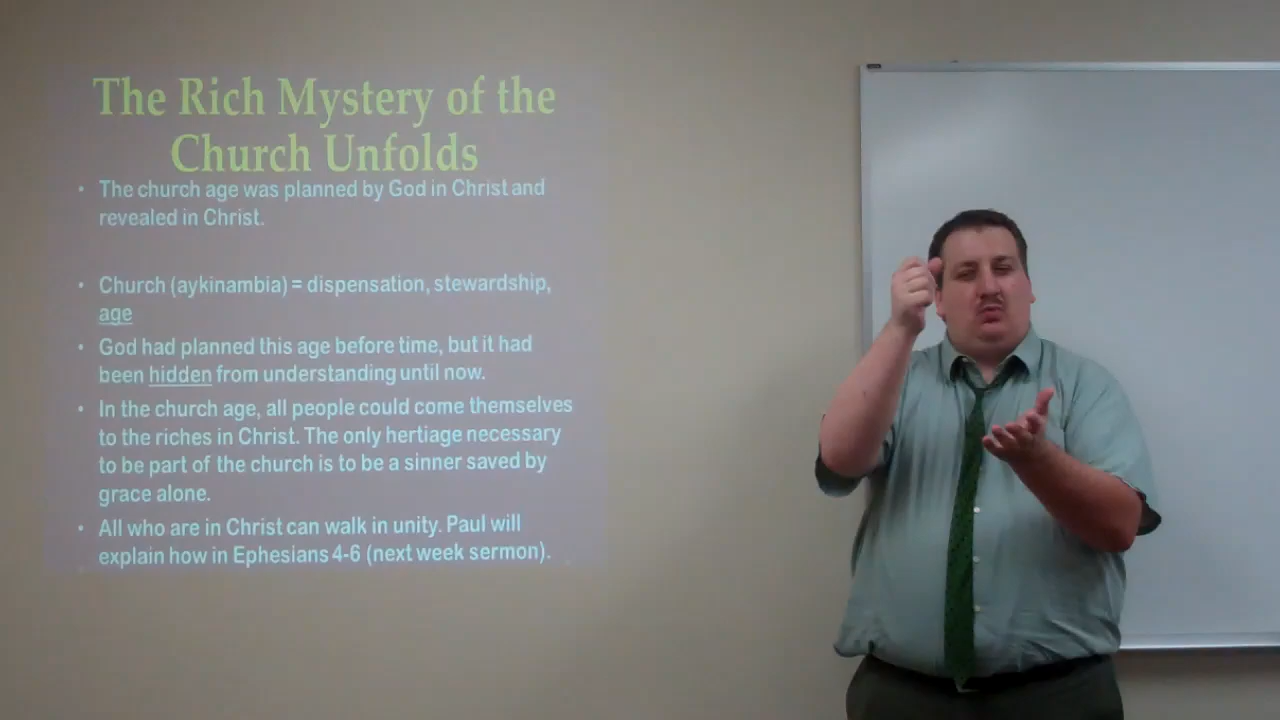 The Rich Mystery of the
Church Unfolds
• The church age was planned by God in Christ and
revealed in Christ.
• Church (aykinambia) = dispensation, stewardship,
age
• God had planned this age before time, but it had
been hidden from understanding until now.
• In the church age, all people could come themselves
to the riches in Christ. The only hertiage necessary
to be part of the church is to be a sinner saved by
grace alone.
• All who are in Christ can walk in unity. Paul will
explain how in Ephesians 4-6 (next week sermon).